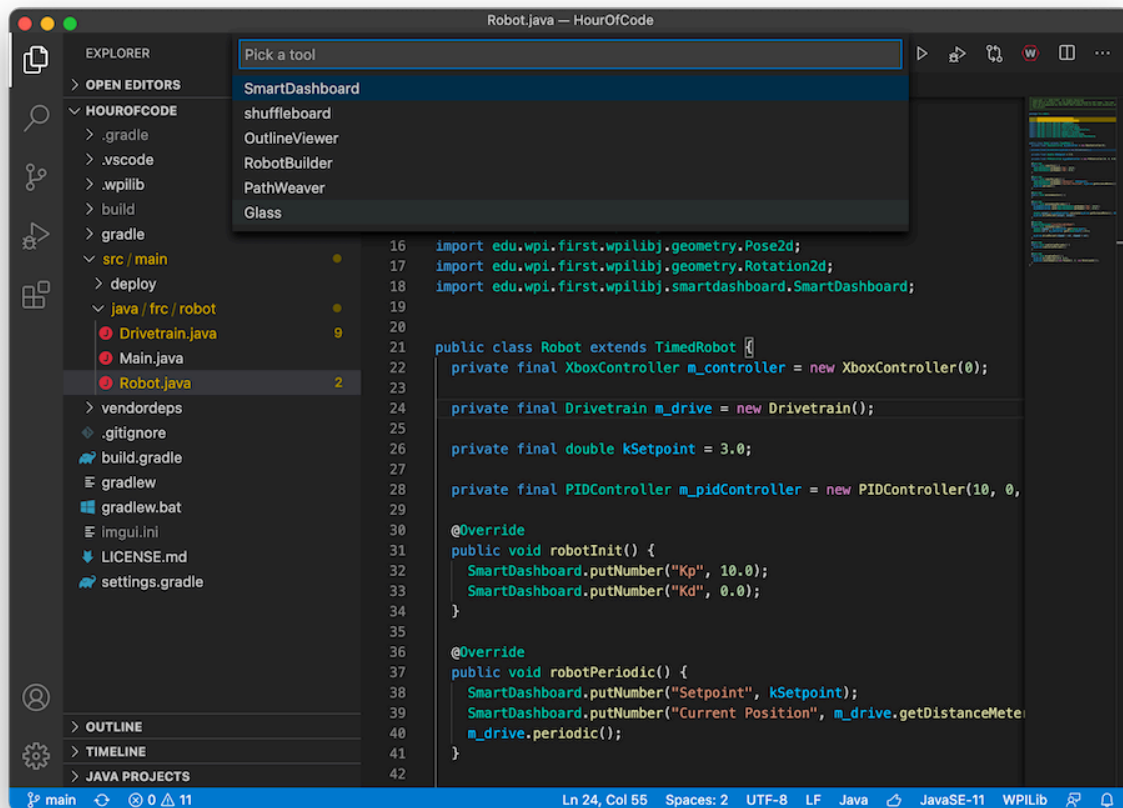 Robot.java — HourOfCode
EXPLORER
OPEN EDITORS
HOUROFCODE
.gradle
.vscode
.wpilib
build
gradle
src / main
deploy
java / frc / robot
Drivetrain.java 9
Main.java
Robot.java 2
vendordeps
.gitignore
build.gradle
gradlew
gradlew.bat
imgui.ini
LICENSE.md
settings.gradle
OUTLINE
TIMELINE
JAVA PROJECTS
Pick a tool
SmartDashboard
shuffleboard
OutlineViewer
RobotBuilder
PathWeaver
Glass
16 import edu.wpi.first.wpilibj.geometry.Pose2d;
17 import edu.wpi.first.wpilibj.geometry.Rotation2d;
18 import edu.wpi.first.wpilibj.smartdashboard.SmartDashboard;
19
20
21 public class Robot extends TimedRobot {
22 private final XboxController m_controller = new XboxController(0);
23
24 private final Drivetrain m_drive = new Drivetrain();
25
26 private final double kSetpoint = 3.0;
27
28 private final PIDController m_pidController = new PIDController(10, 0,
29
30 @Override
31 public void robotInit() {
32 SmartDashboard.putNumber("Kp", 10.0);
33 SmartDashboard.putNumber("Kd", 0.0);
34 }
35
36 @Override
37 public void robotPeriodic() {
38 SmartDashboard.putNumber("Setpoint", kSetpoint);
39 SmartDashboard.putNumber("Current Position", m_drive.getDistanceMeter
40 m_drive.periodic();
41 }
42
main 0 11 Ln 24, Col 55 Spaces: 2 UTF-8 LF Java JavaSE-11 WPILib